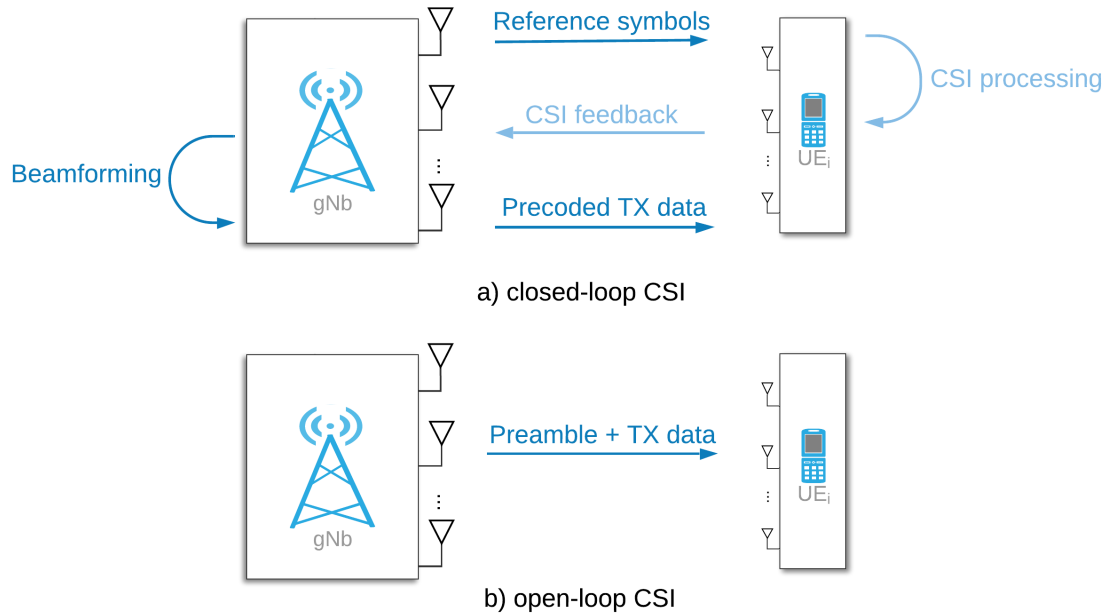 Reference symbols
CSI processing
CSI feedback
Beamforming
gNb
UEi
Precoded TX data
a) closed-loop CSI
Preamble + TX data
gNb
UEi
b) open-loop CSI